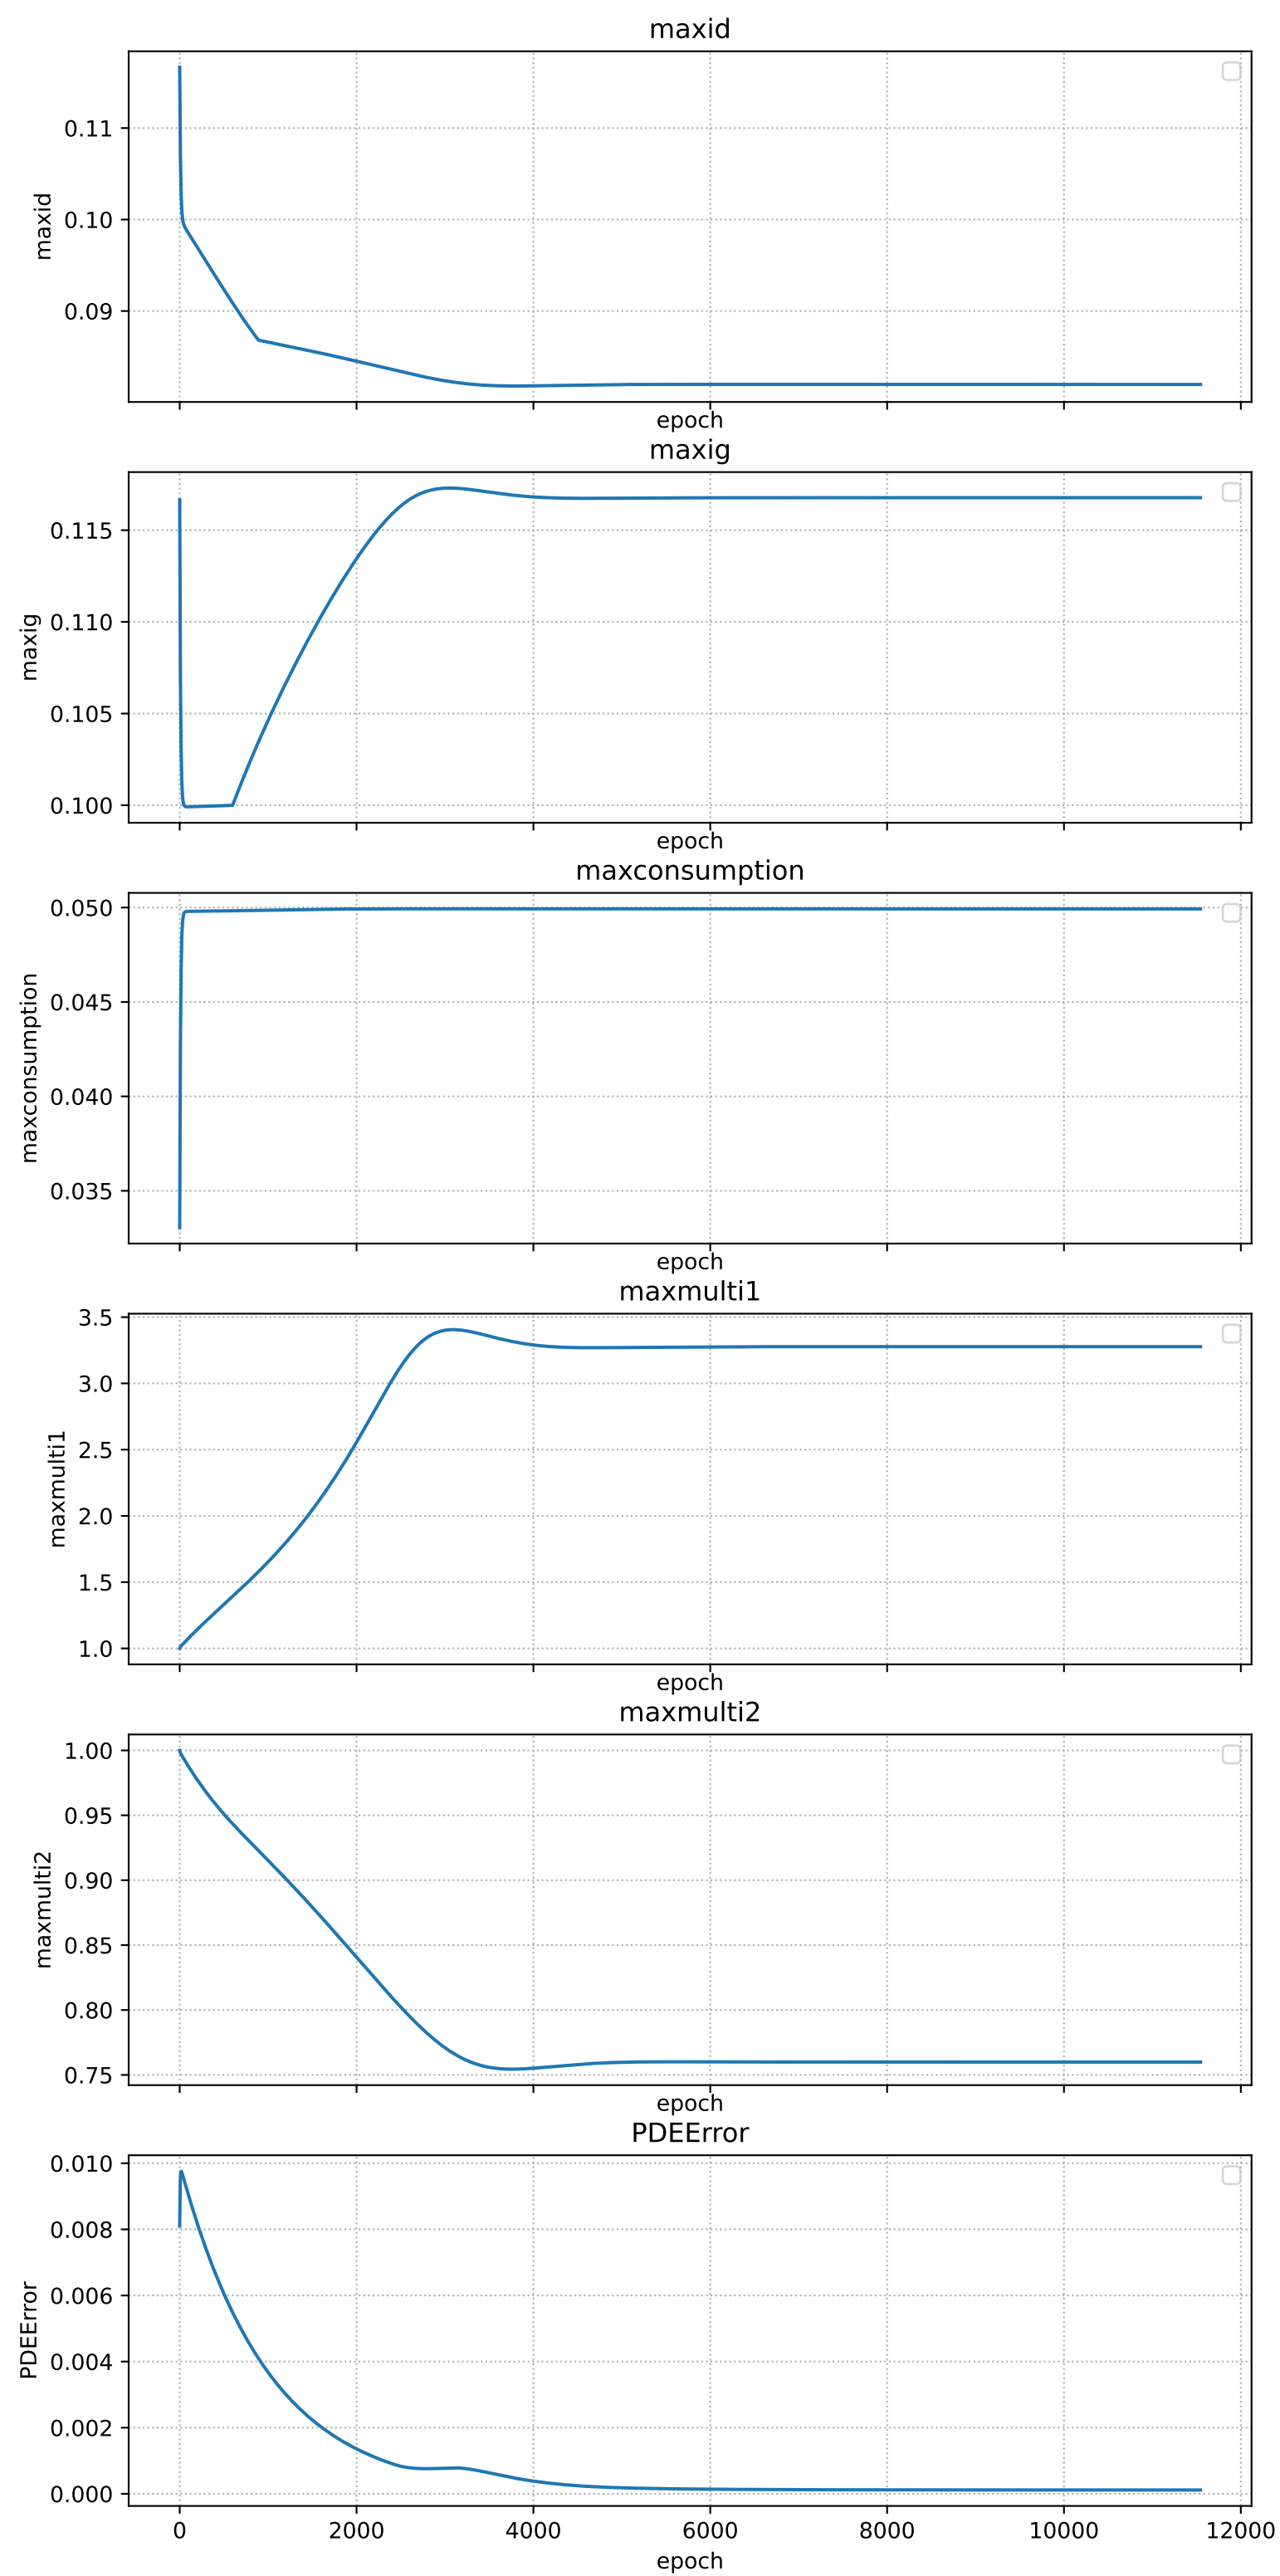 maxid
0.11
0.10
0.09
maxid
epoch
maxig
0.115
0.110
0.105
0.100
maxig
epoch
maxconsumption
0.050
0.045
0.040
0.035
maxconsumption
epoch
maxmulti1
3.5
3.0
2.5
2.0
1.5
1.0
maxmulti1
epoch
maxmulti2
1.00
0.95
0.90
0.85
0.80
0.75
maxmulti2
epoch
PDEError
0.010
0.008
0.006
0.004
0.002
0.000
PDEError
0 2000 4000 6000 8000 10000 12000
epoch